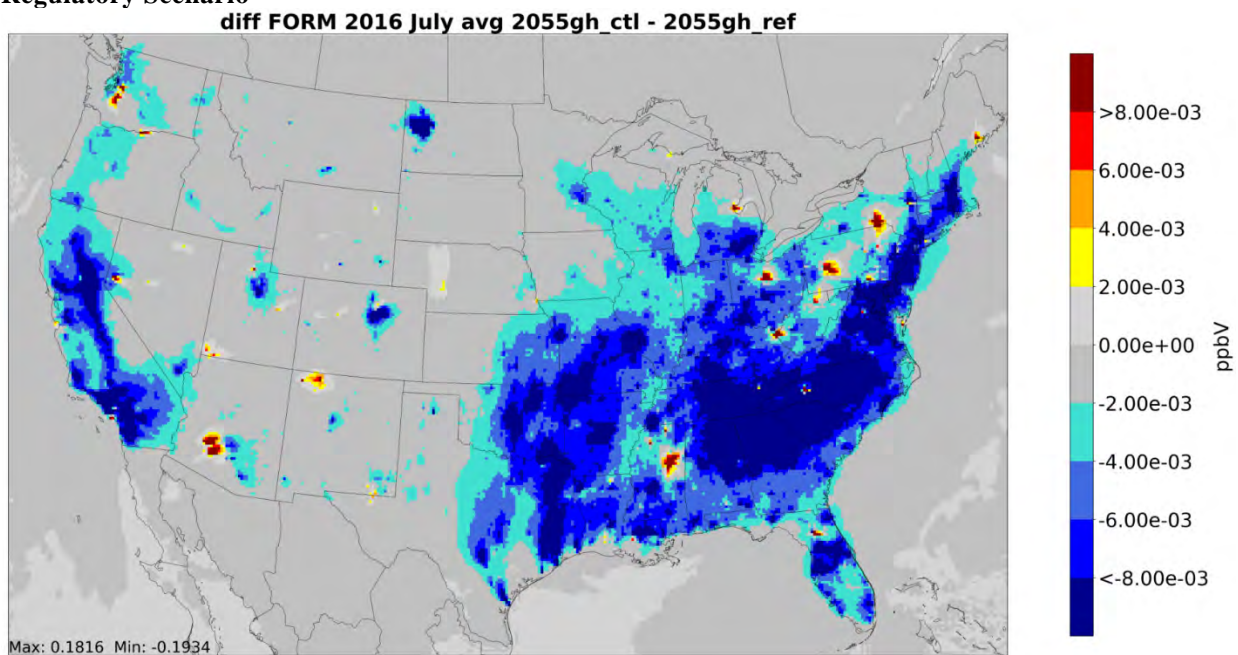 Regulatory Scenario
diff FORM 2016 July avg 2055gh_ctl - 2055gh_ref
>8.00e-03
6.00e-03
4.00e-03
2.00e-03
0.00e+00
-2.00e-03
-4.00e-03
-6.00e-03
<-8.00e-03
ppbV
Max: 0.1816 Min: -0.1934